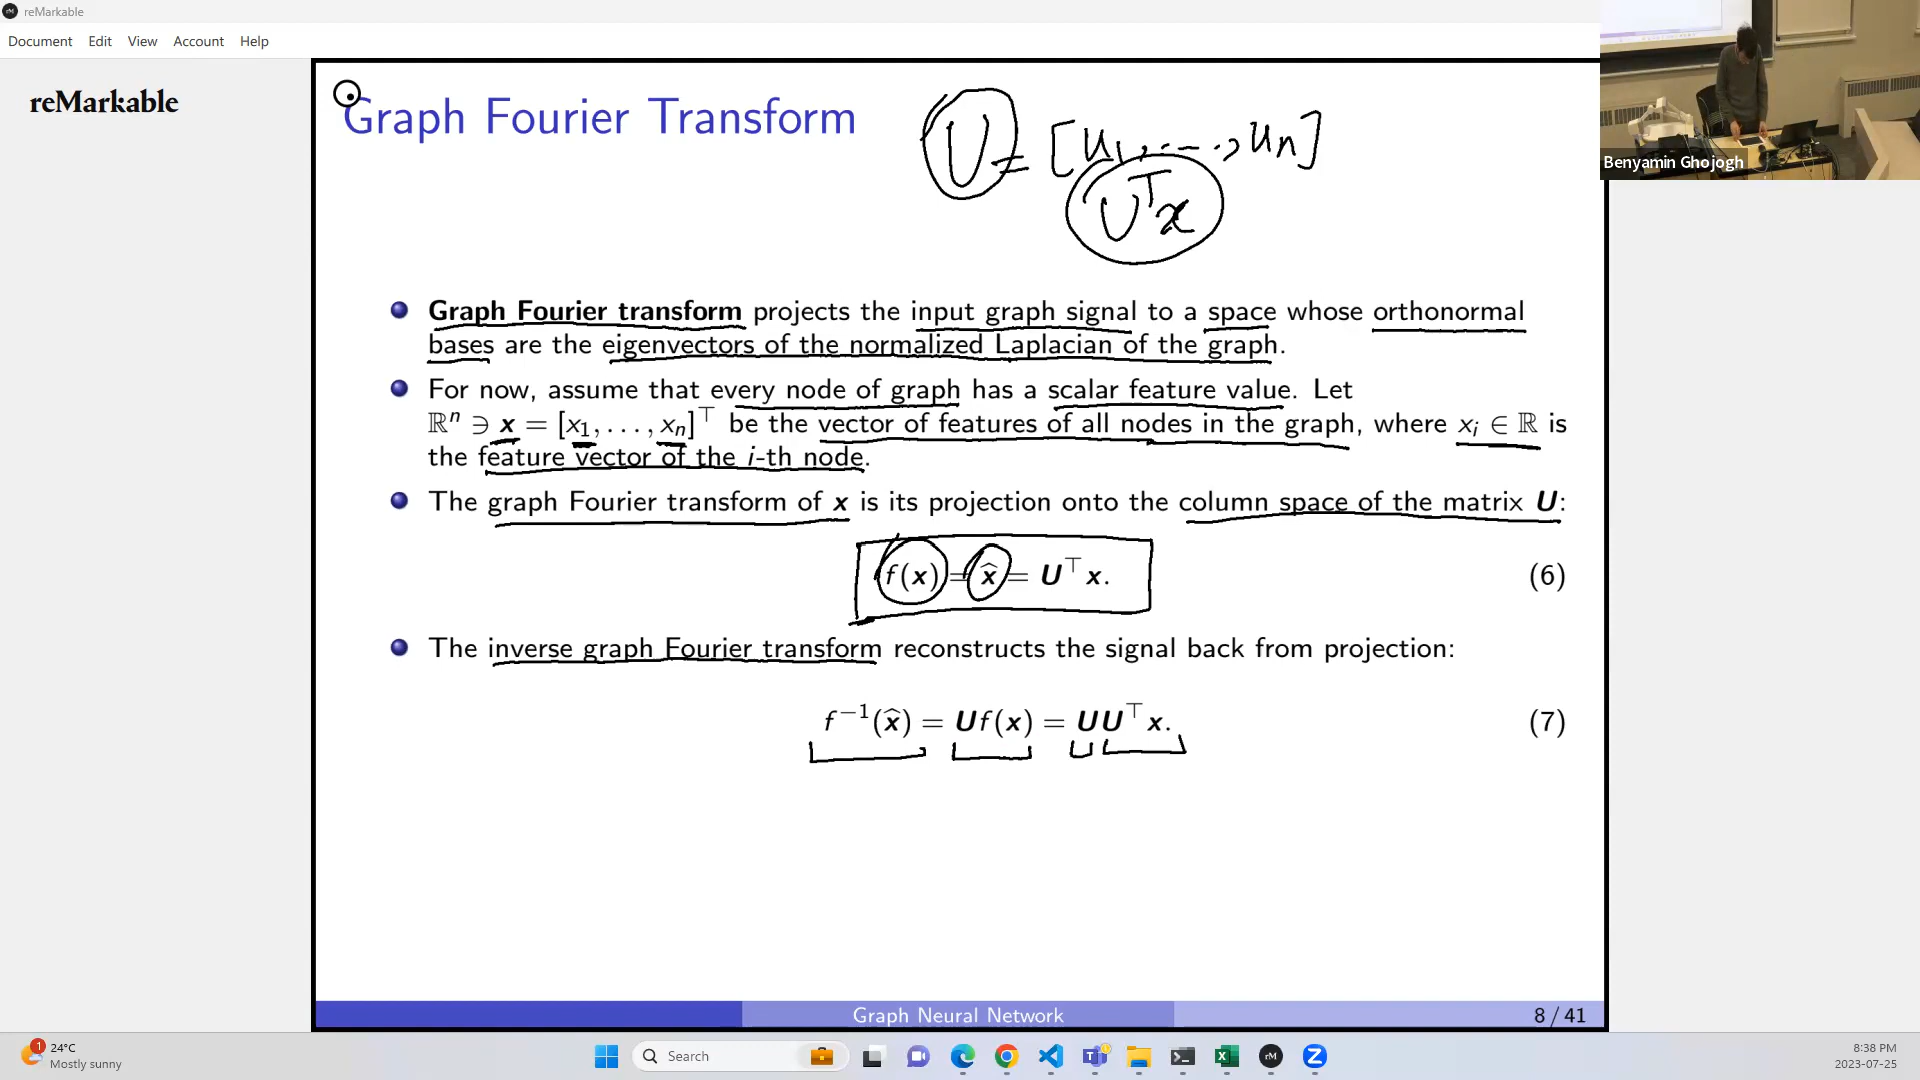 reMarkable
Document Edit View Account Help
reMarkable
Benyamin Ghojogh
Graph Fourier Transform
U = [u₁, ..., uₙ]
Uᵀx
Graph Fourier transform projects the input graph signal to a space whose orthonormal
bases are the eigenvectors of the normalized Laplacian of the graph.
For now, assume that every node of graph has a scalar feature value. Let
ℝⁿ ∋ x = [x₁, . . . , xₙ]⊤ be the vector of features of all nodes in the graph, where xᵢ ∈ ℝ is
the feature vector of the i-th node.
The graph Fourier transform of x is its projection onto the column space of the matrix U:
f(x) = x̂ = U⊤x. (6)
The inverse graph Fourier transform reconstructs the signal back from projection:
f⁻¹(x̂) = Uf(x) = UU⊤x. (7)
Graph Neural Network 8 / 41
1
24°C
Mostly sunny
Search
8:38 PM
2023-07-25